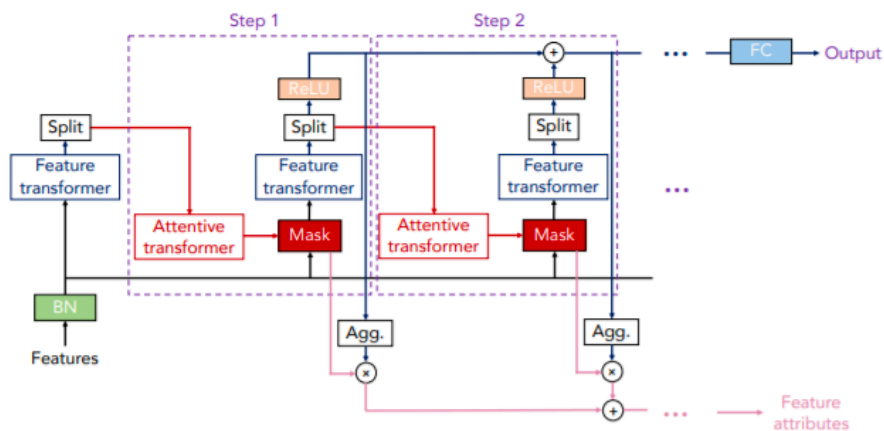 Step 1
Step 2
... FC Output
ReLU
ReLU
+
Split
Split
Split
Feature
transformer
Feature
transformer
Feature
transformer
...
Attentive
transformer
Mask
Attentive
transformer
Mask
BN
Features
Agg.
Agg.
×
×
+
... Feature
attributes